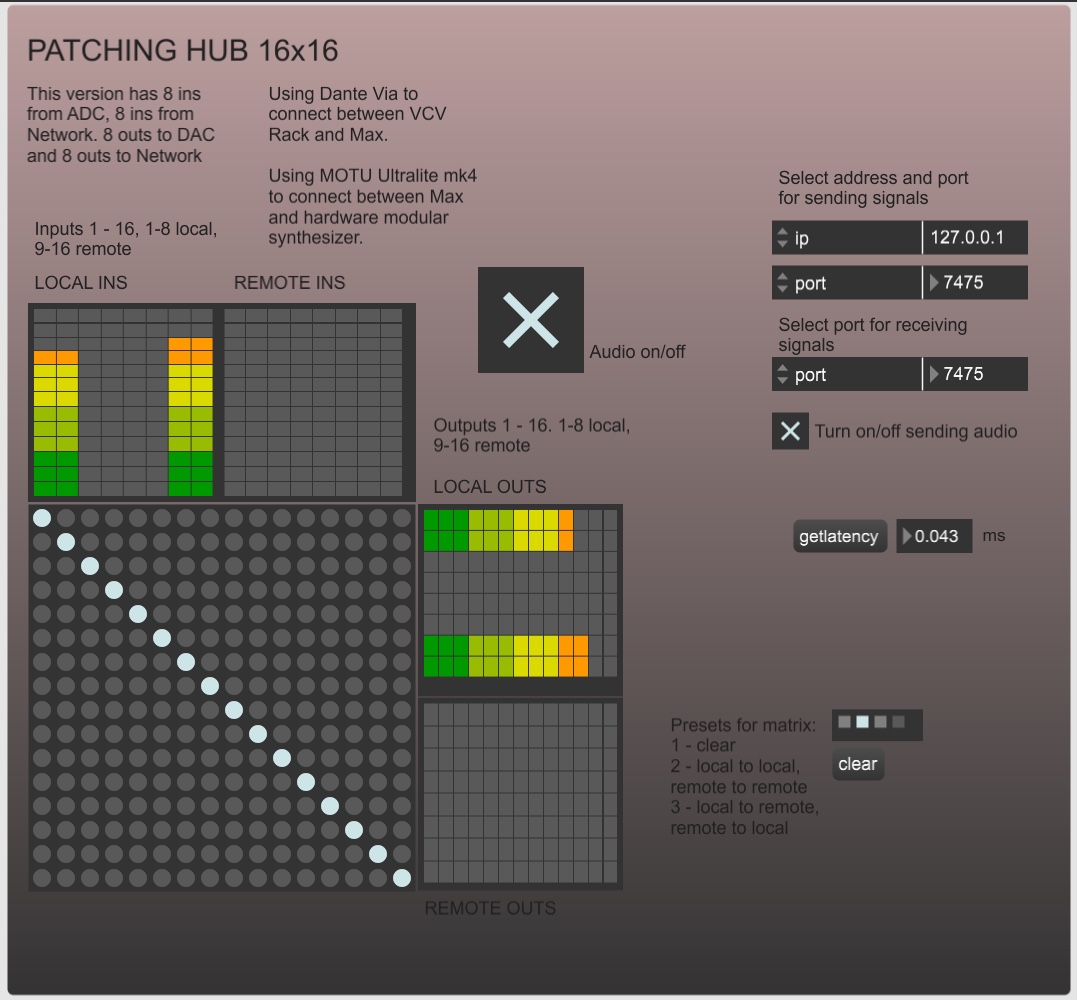 PATCHING HUB 16x16
This version has 8 ins
from ADC, 8 ins from
Network. 8 outs to DAC
and 8 outs to Network
Using Dante Via to
connect between VCV
Rack and Max.
Using MOTU Ultralite mk4
to connect between Max
and hardware modular
synthesizer.
Inputs 1 - 16, 1-8 local,
9-16 remote
LOCAL INS
REMOTE INS
Audio on/off
Select address and port
for sending signals
ip 127.0.0.1
port 7475
Select port for receiving
signals
port 7475
Turn on/off sending audio
Outputs 1 - 16. 1-8 local,
9-16 remote
LOCAL OUTS
getlatency 0.043 ms
Presets for matrix:
1 - clear
2 - local to local,
remote to remote
3 - local to remote,
remote to local
clear
REMOTE OUTS